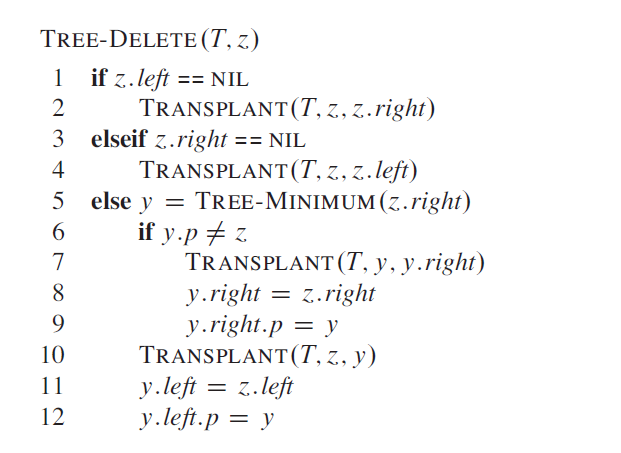 TREE-DELETE(T, z)
1 if z.left == NIL
2 TRANSPLANT(T, z, z.right)
3 elseif z.right == NIL
4 TRANSPLANT(T, z, z.left)
5 else y = TREE-MINIMUM(z.right)
6 if y.p ≠ z
7 TRANSPLANT(T, y, y.right)
8 y.right = z.right
9 y.right.p = y
10 TRANSPLANT(T, z, y)
11 y.left = z.left
12 y.left.p = y